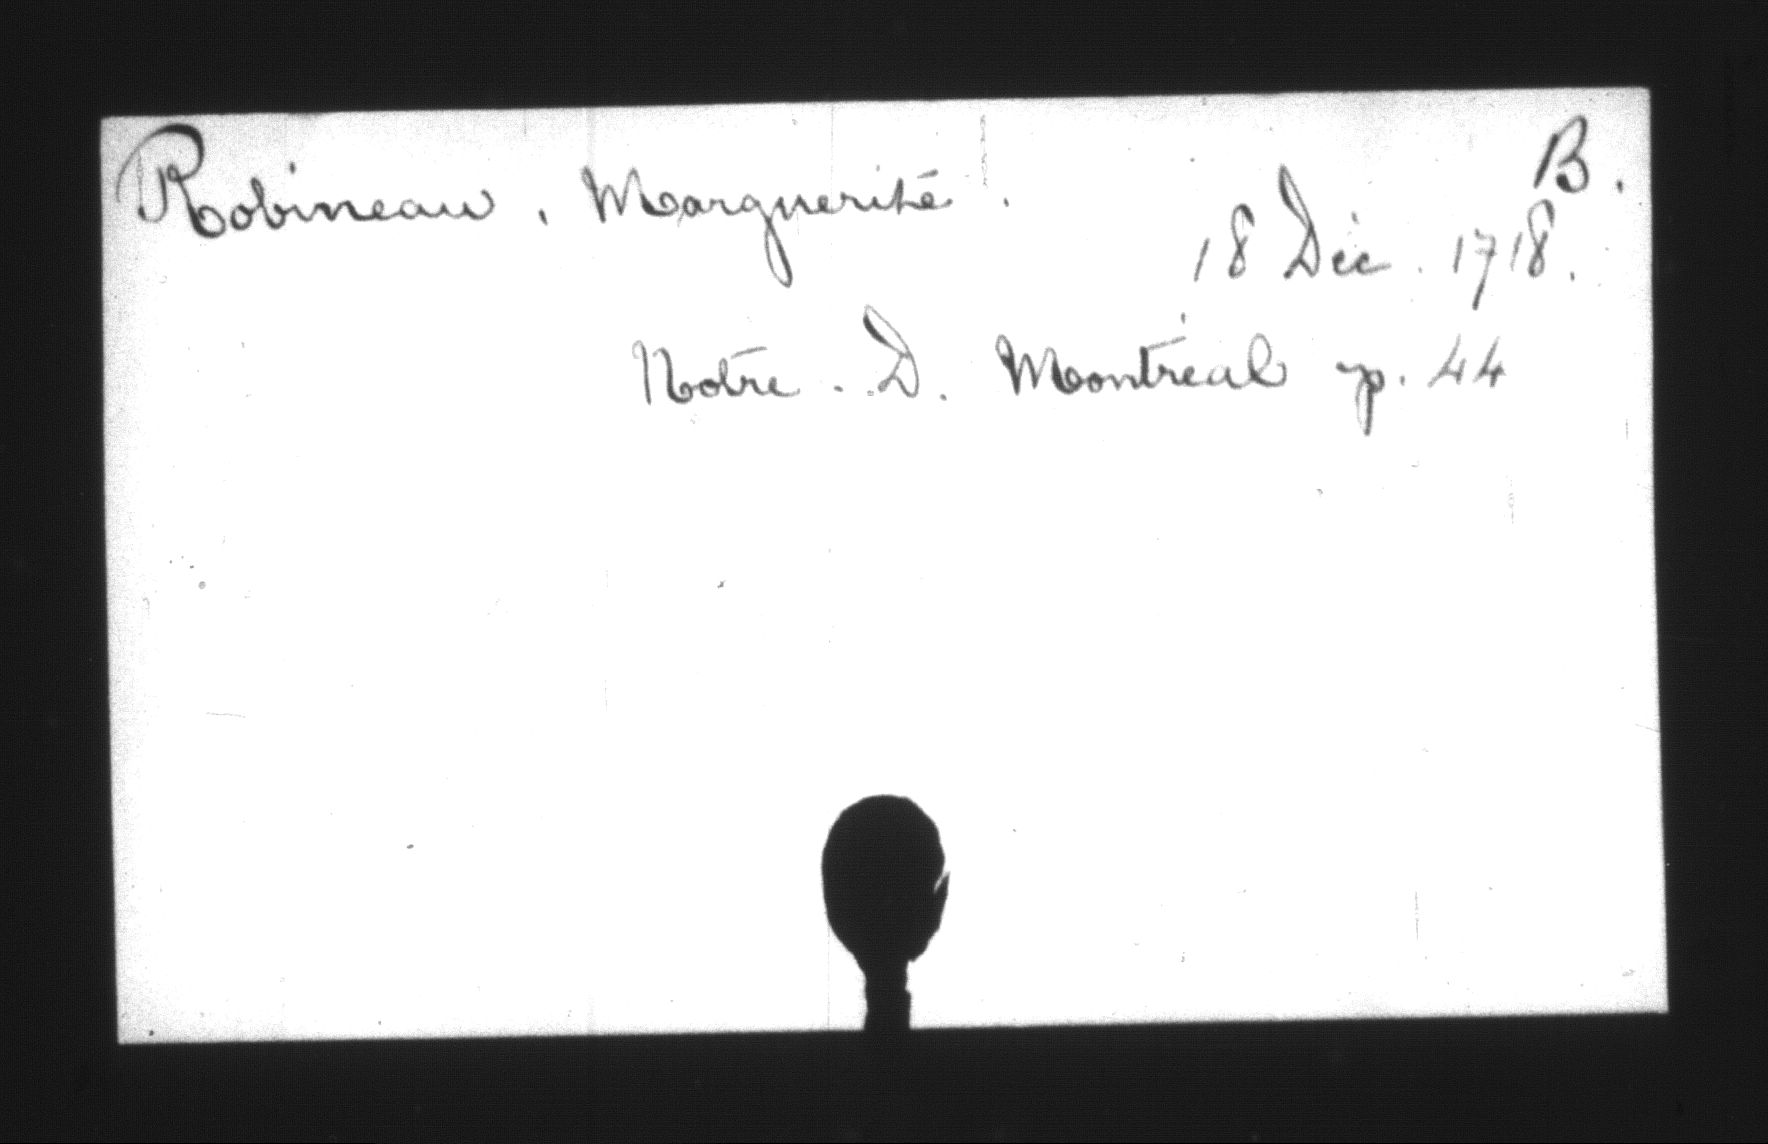 Robineau, Marguerite. B.
18 Déc. 1718.
Notre-D. Montréal p. 44